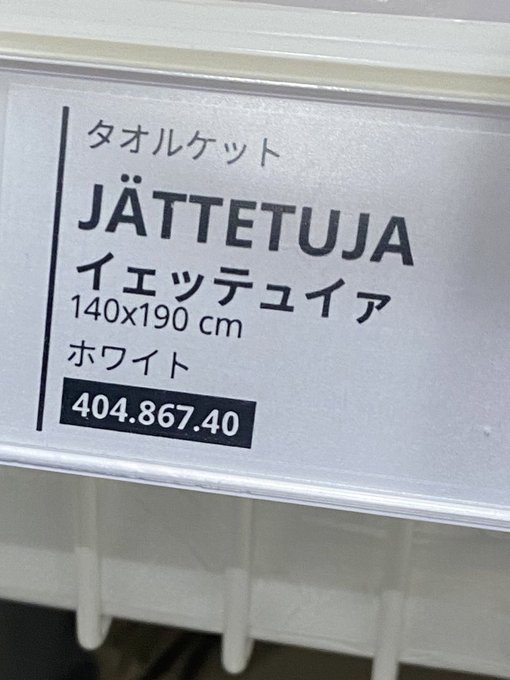 タオルケット
JÄTTETUJA
イェッテュイァ
140x190 cm
ホワイト
404.867.40